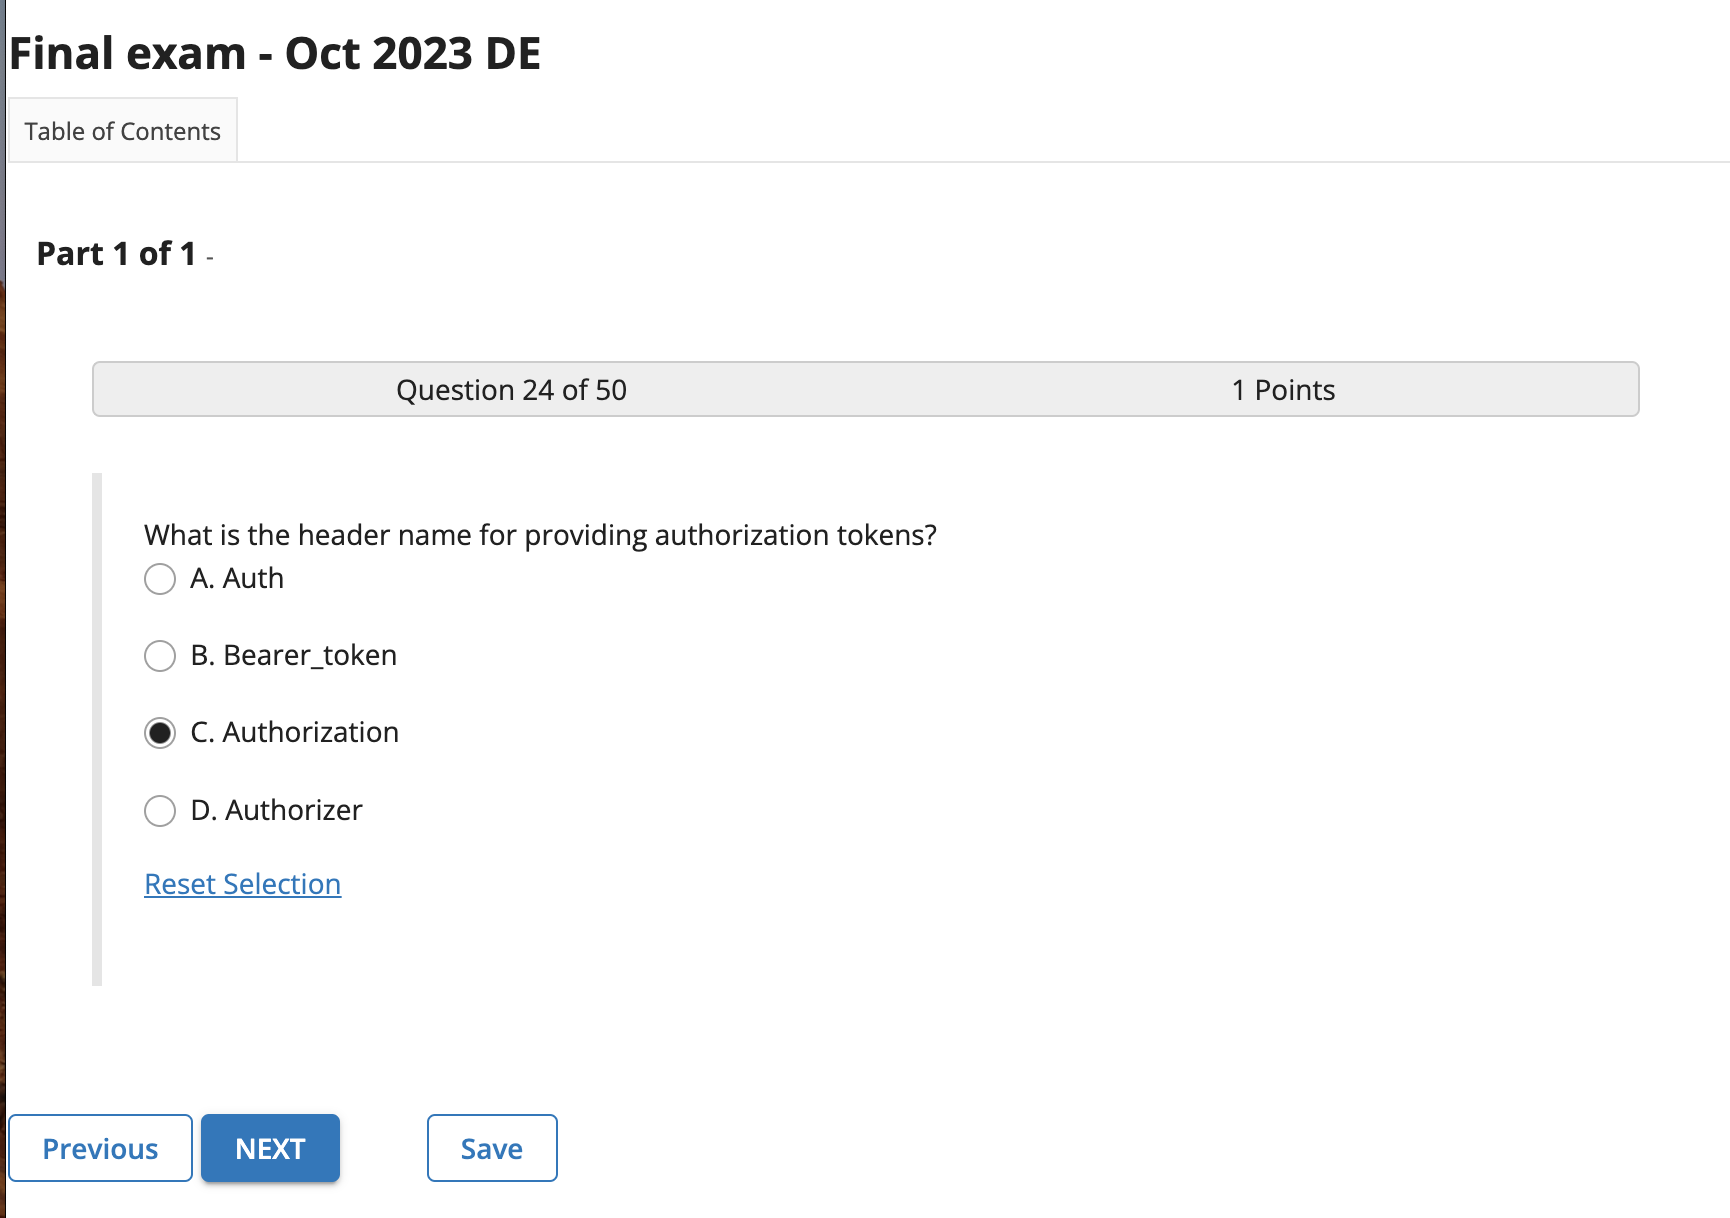 Final exam - Oct 2023 DE
Table of Contents
Part 1 of 1 -
Question 24 of 50 1 Points
What is the header name for providing authorization tokens?
A. Auth
B. Bearer_token
C. Authorization
D. Authorizer
Reset Selection
Previous NEXT Save